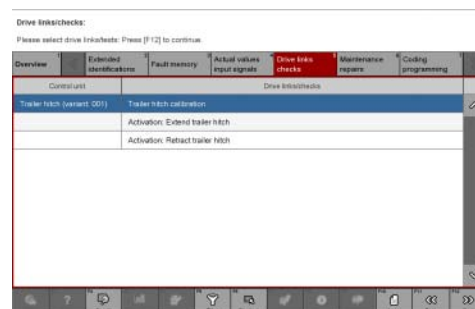 Drive links/checks:
Please select drive links/tests: Press [F12] to continue.
Overview
Extended identifications
Fault memory
Actual values input signals
Drive links checks
Maintenance repairs
Coding programming
Control unit
Drive links/checks
Trailer hitch (variant: 001)
Trailer hitch calibration
Activation: Extend trailer hitch
Activation: Retract trailer hitch